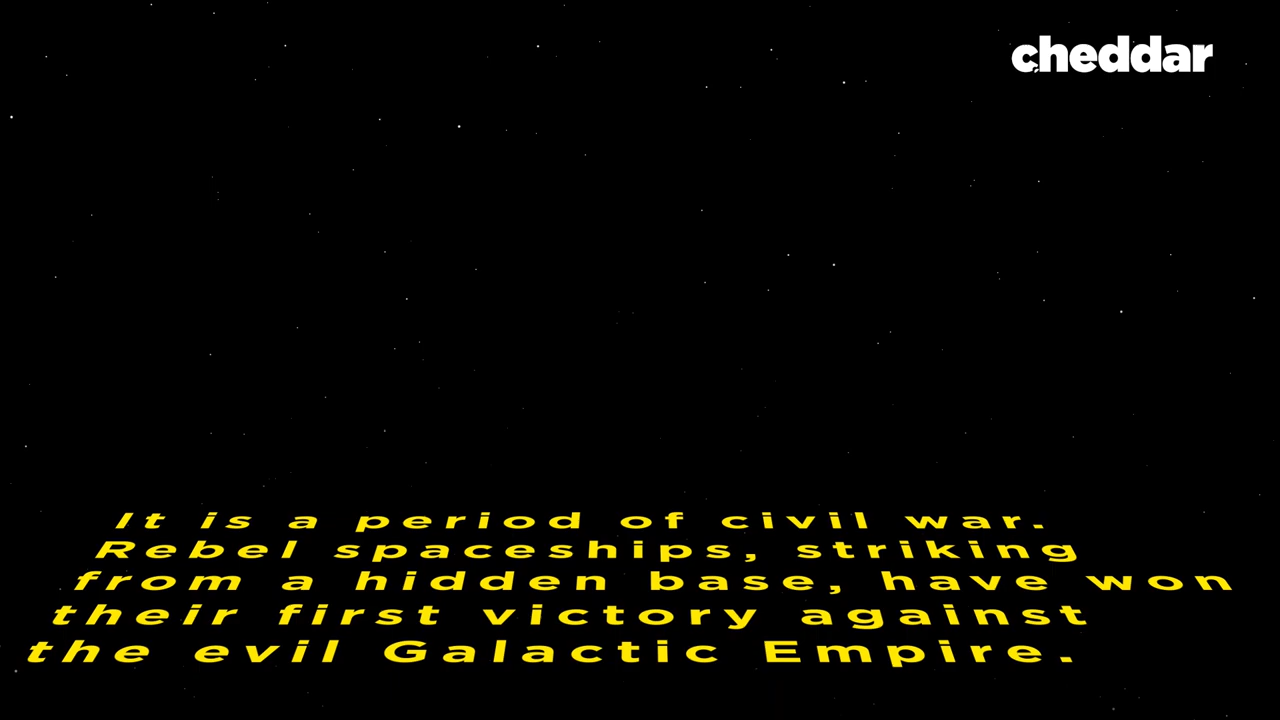 cheddar
It is a period of civil war.
Rebel spaceships, striking
from a hidden base, have won
their first victory against
the evil Galactic Empire.